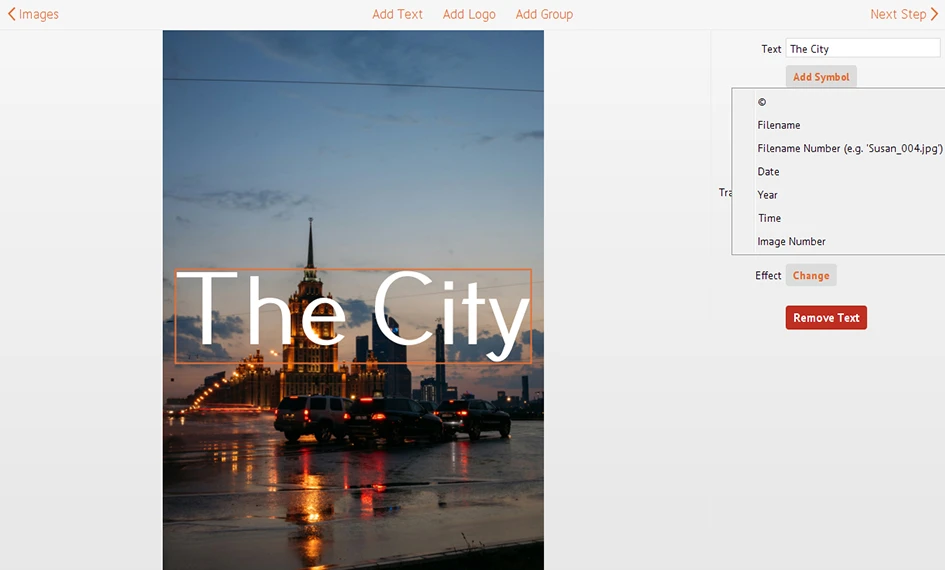 Images
Add Text
Add Logo
Add Group
Next Step
Text
The City
Add Symbol
©
Filename
Filename Number (e.g. 'Susan_004.jpg')
Date
Year
Time
Image Number
Effect
Change
Remove Text
The City